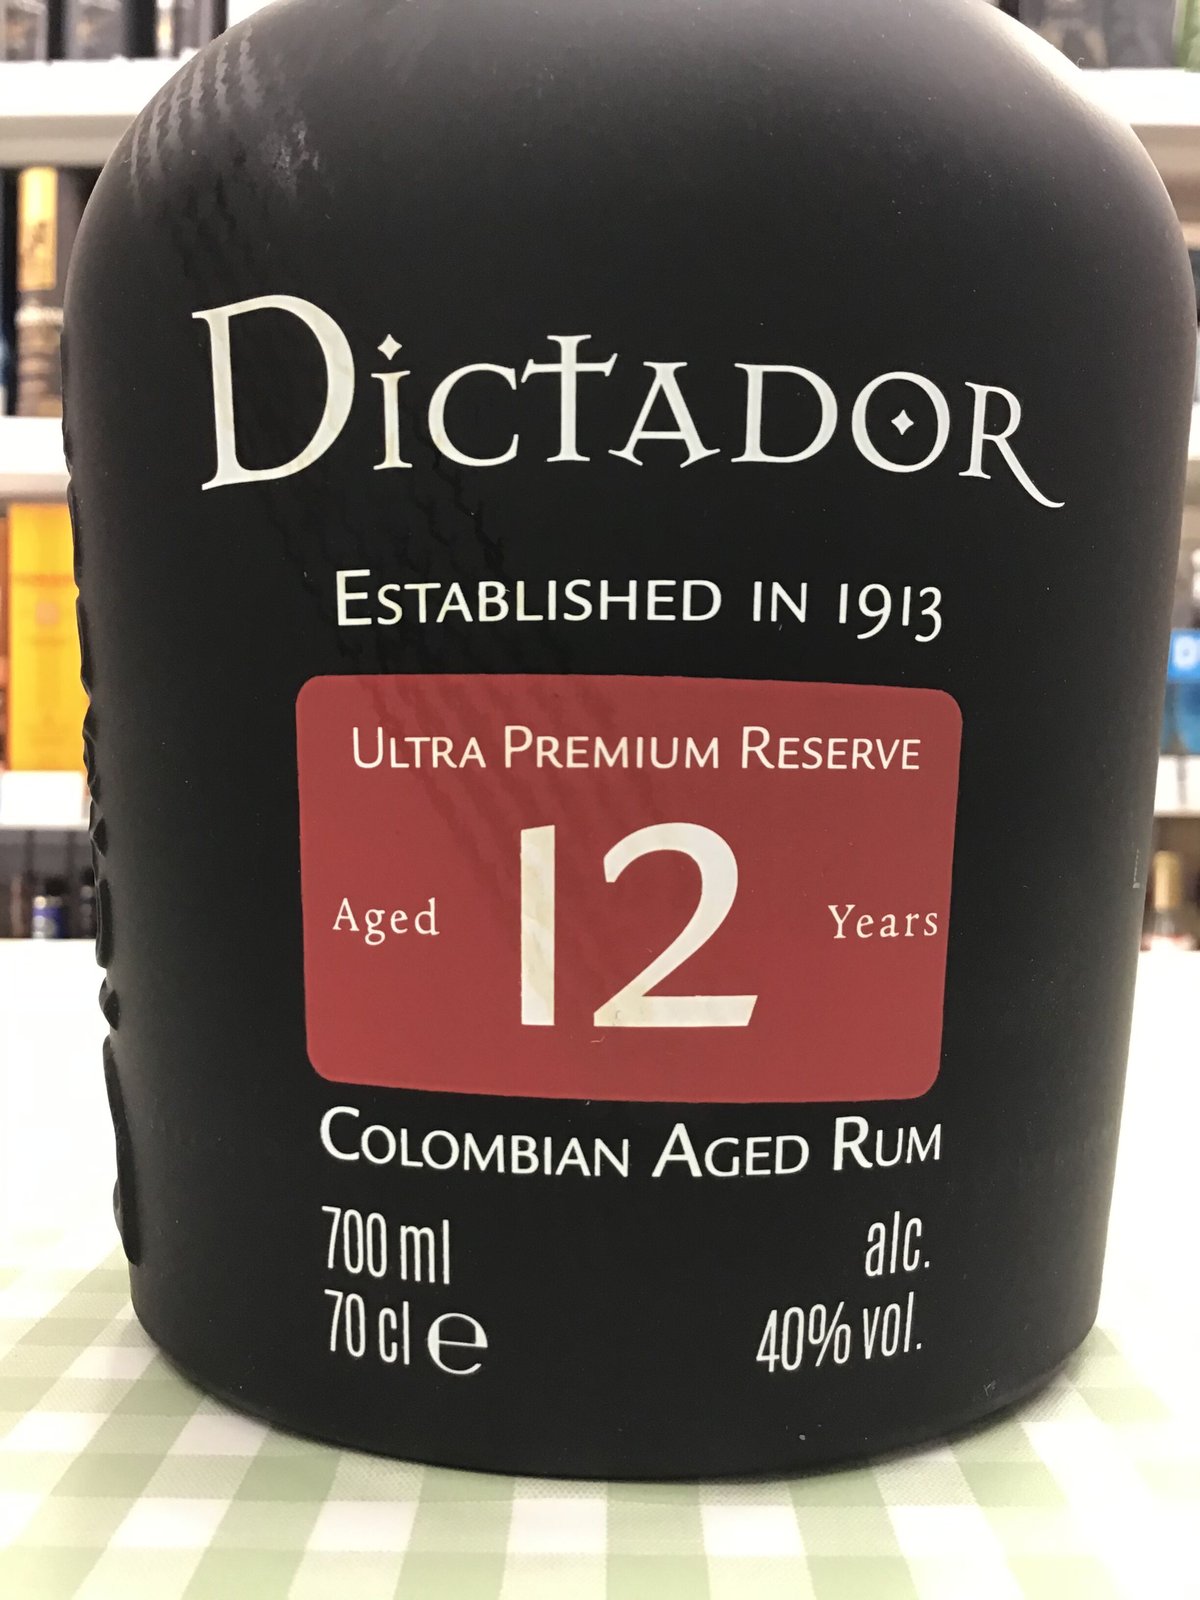 Dictador
Established in 1913
Ultra Premium Reserve
Aged 12 Years
Colombian Aged Rum
700 ml alc.
70 cl e 40% vol.